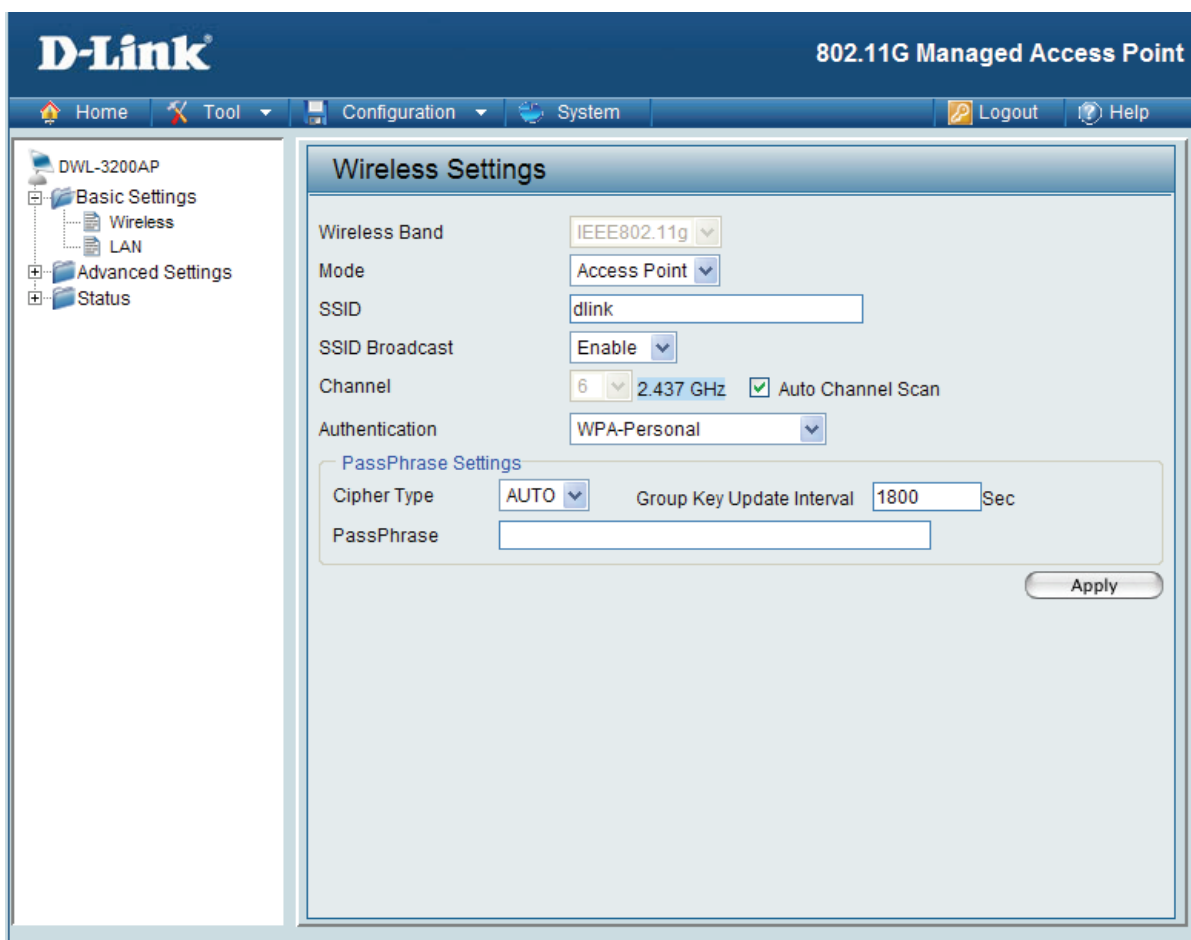 D-Link
802.11G Managed Access Point
Home Tool Configuration System Logout Help
DWL-3200AP
Basic Settings
Wireless
LAN
Advanced Settings
Status
Wireless Settings
Wireless Band IEEE802.11g
Mode Access Point
SSID dlink
SSID Broadcast Enable
Channel 6 2.437 GHz Auto Channel Scan
Authentication WPA-Personal
PassPhrase Settings
Cipher Type AUTO Group Key Update Interval 1800 Sec
PassPhrase
Apply